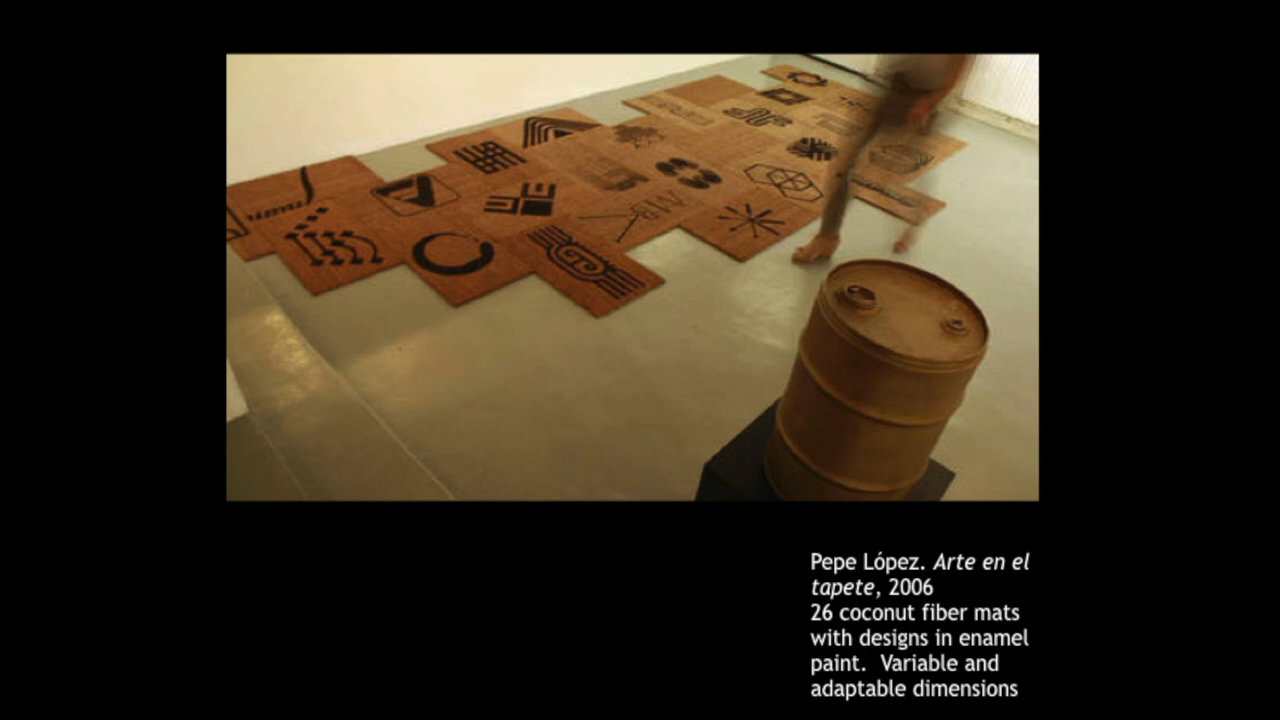 Pepe López. Arte en el
tapete, 2006
26 coconut fiber mats
with designs in enamel
paint.  Variable and
adaptable dimensions